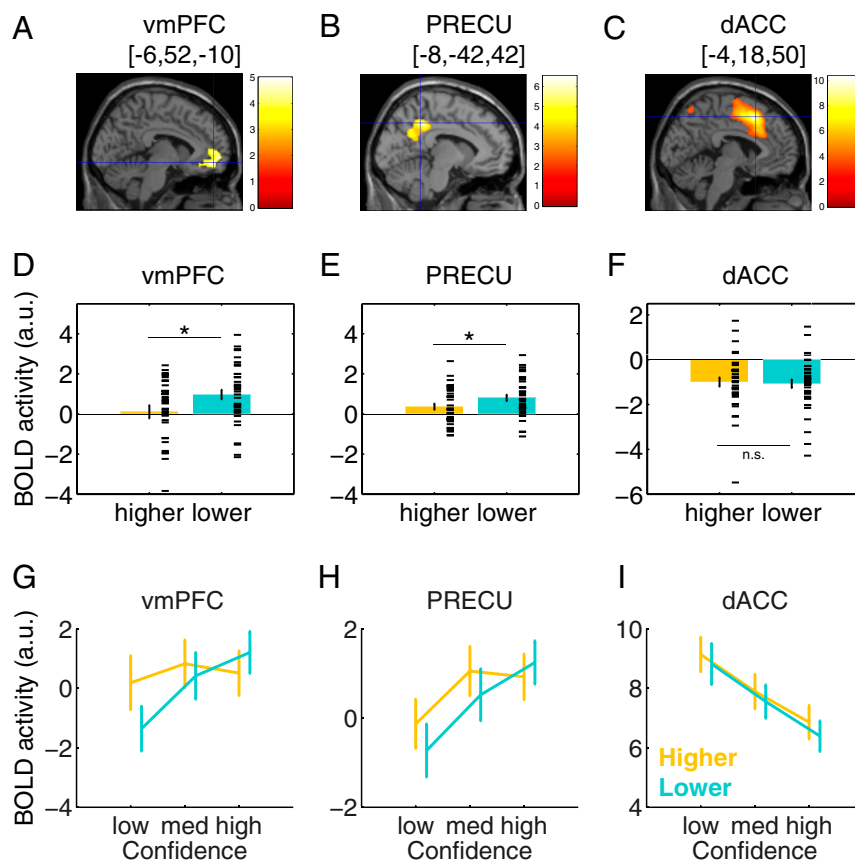 A
vmPFC
[-6,52,-10]
5
4
3
2
1
0
B
PRECU
[-8,-42,42]
6
5
4
3
2
1
0
C
dACC
[-4,18,50]
10
8
6
4
2
0
D
vmPFC
BOLD activity (a.u.)
4
2
0
−2
−4
*
higher lower
E
PRECU
4
2
0
−2
−4
*
higher lower
F
dACC
2
0
−2
−4
−6
n.s.
higher lower
G
vmPFC
BOLD activity (a.u.)
2
0
−2
−4
low med high
Confidence
H
PRECU
2
0
−2
low med high
Confidence
I
dACC
10
8
6
4
Higher
Lower
low med high
Confidence